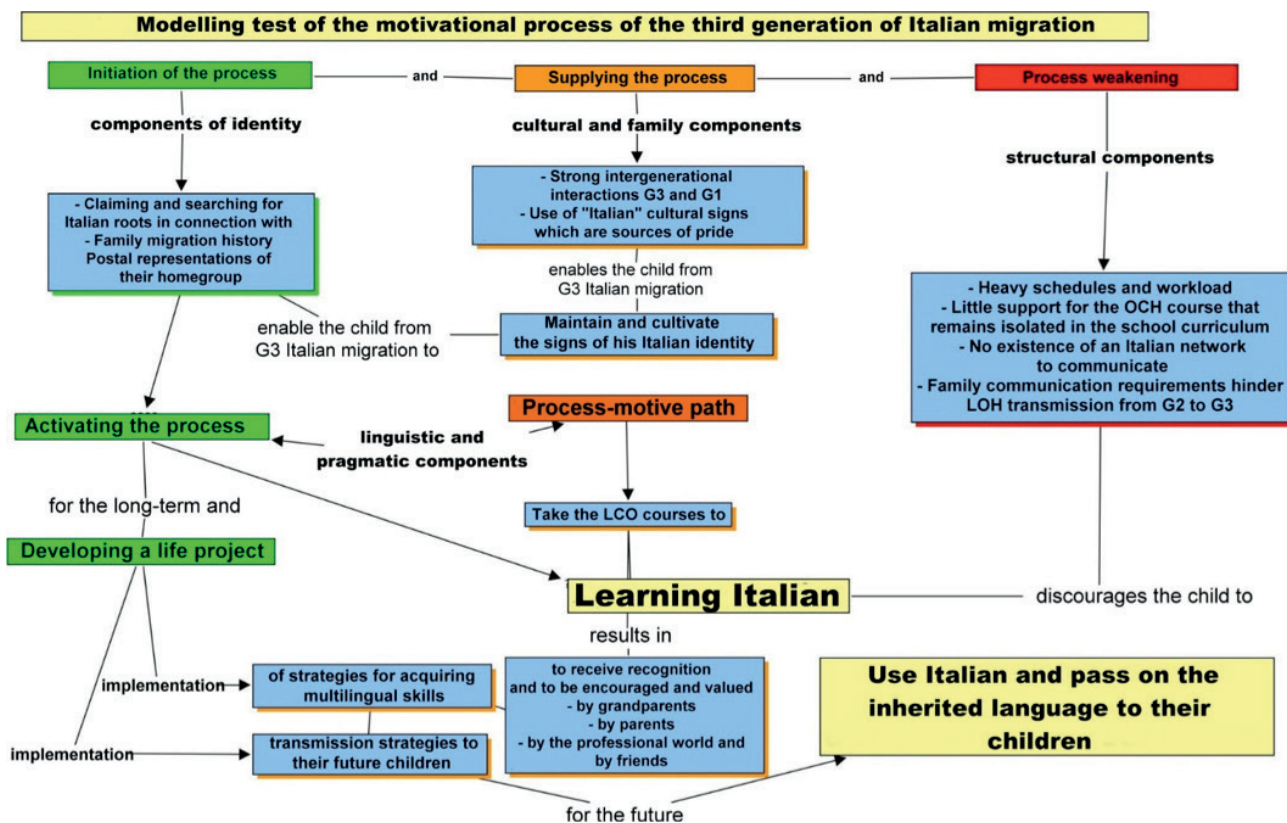 Modelling test of the motivational process of the third generation of Italian migration
Initiation of the process
and
Supplying the process
and
Process weakening
components of identity
cultural and family components
structural components
- Claiming and searching for
Italian roots in connection with
- Family migration history
Postal representations of
their homegroup
- Strong intergenerational
interactions G3 and G1
- Use of "Italian" cultural signs
which are sources of pride
enables the child from
G3 Italian migration
enable the child from
G3 Italian migration to
Maintain and cultivate
the signs of his Italian identity
- Heavy schedules and workload
- Little support for the OCH course that
remains isolated in the school curriculum
- No existence of an Italian network
to communicate
- Family communication requirements hinder
LOH transmission from G2 to G3
Activating the process
Process-motive path
linguistic and
pragmatic components
for the long-term and
Take the LCO courses to
Developing a life project
Learning Italian
discourages the child to
results in
implementation
of strategies for acquiring
multilingual skills
to receive recognition
and to be encouraged and valued
- by grandparents
- by parents
- by the professional world and
by friends
Use Italian and pass on the
inherited language to their
children
implementation
transmission strategies to
their future children
for the future